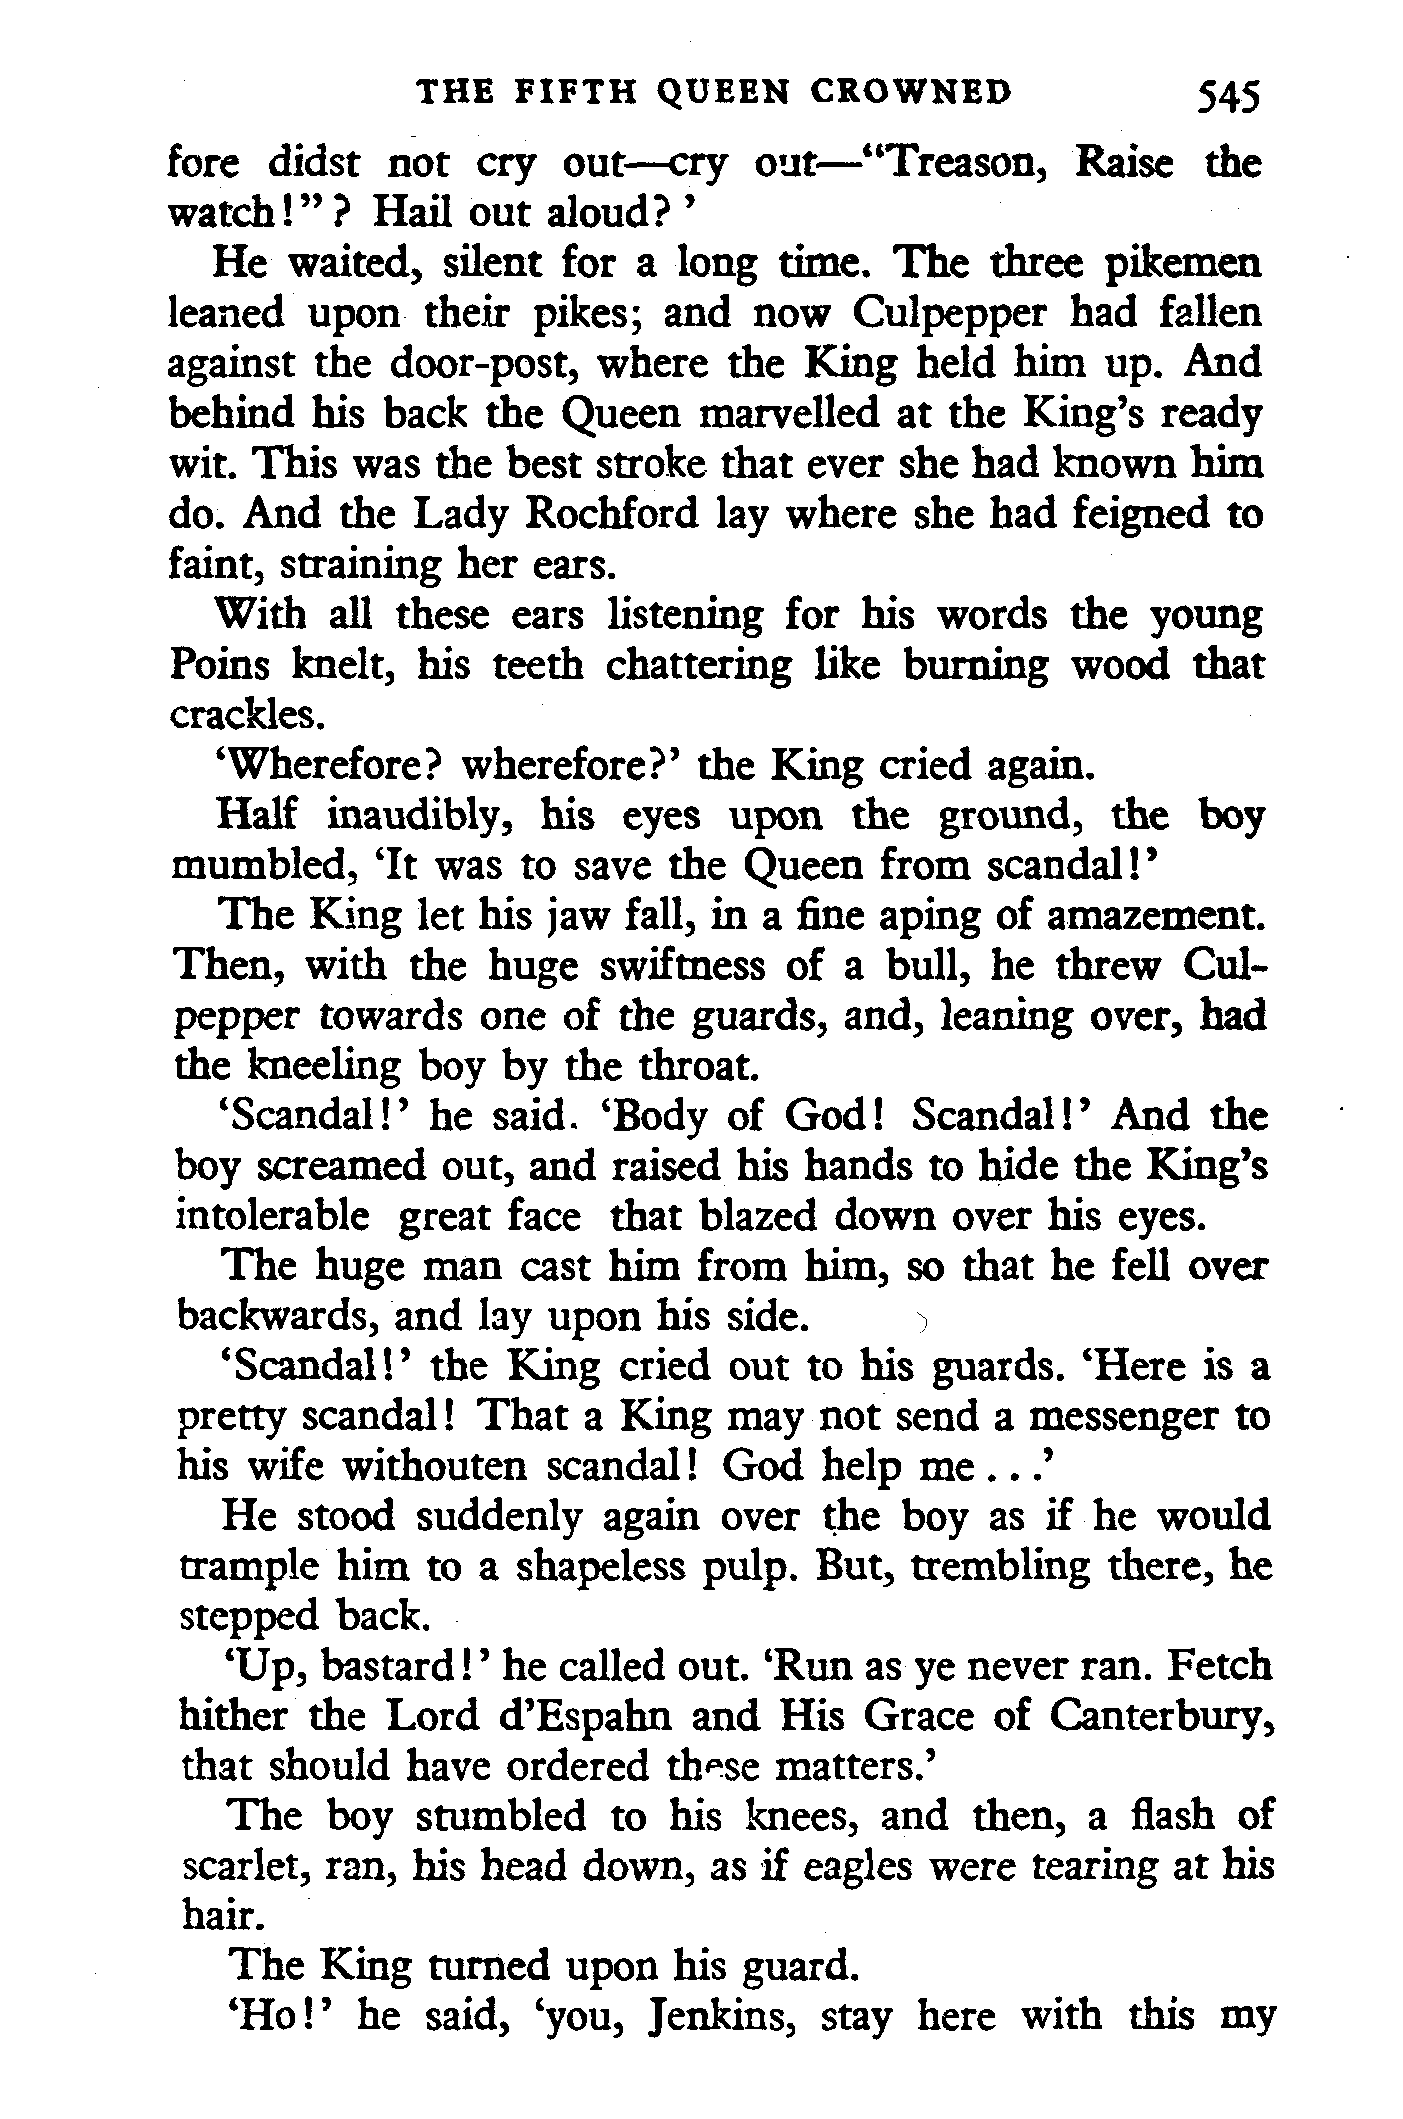 THE FIFTH QUEEN CROWNED 545
fore didst not cry out—cry out—“Treason, Raise the
watch!”? Hail out aloud?’
He waited, silent for a long time. The three pikemen
leaned upon their pikes; and now Culpepper had fallen
against the door-post, where the King held him up. And
behind his back the Queen marvelled at the King’s ready
wit. This was the best stroke that ever she had known him
do. And the Lady Rochford lay where she had feigned to
faint, straining her ears.
With all these ears listening for his words the young
Poins knelt, his teeth chattering like burning wood that
crackles.
‘Wherefore? wherefore?’ the King cried again.
Half inaudibly, his eyes upon the ground, the boy
mumbled, ‘It was to save the Queen from scandal!’
The King let his jaw fall, in a fine aping of amazement.
Then, with the huge swiftness of a bull, he threw Cul-
pepper towards one of the guards, and, leaning over, had
the kneeling boy by the throat.
‘Scandal!’ he said. ‘Body of God! Scandal!’ And the
boy screamed out, and raised his hands to hide the King’s
intolerable great face that blazed down over his eyes.
The huge man cast him from him, so that he fell over
backwards, and lay upon his side.
‘Scandal!’ the King cried out to his guards. ‘Here is a
pretty scandal! That a King may not send a messenger to
his wife withouten scandal! God help me . . .’
He stood suddenly again over the boy as if he would
trample him to a shapeless pulp. But, trembling there, he
stepped back.
‘Up, bastard!’ he called out. ‘Run as ye never ran. Fetch
hither the Lord d’Espahn and His Grace of Canterbury,
that should have ordered these matters.’
The boy stumbled to his knees, and then, a flash of
scarlet, ran, his head down, as if eagles were tearing at his
hair.
The King turned upon his guard.
‘Ho!’ he said, ‘you, Jenkins, stay here with this my